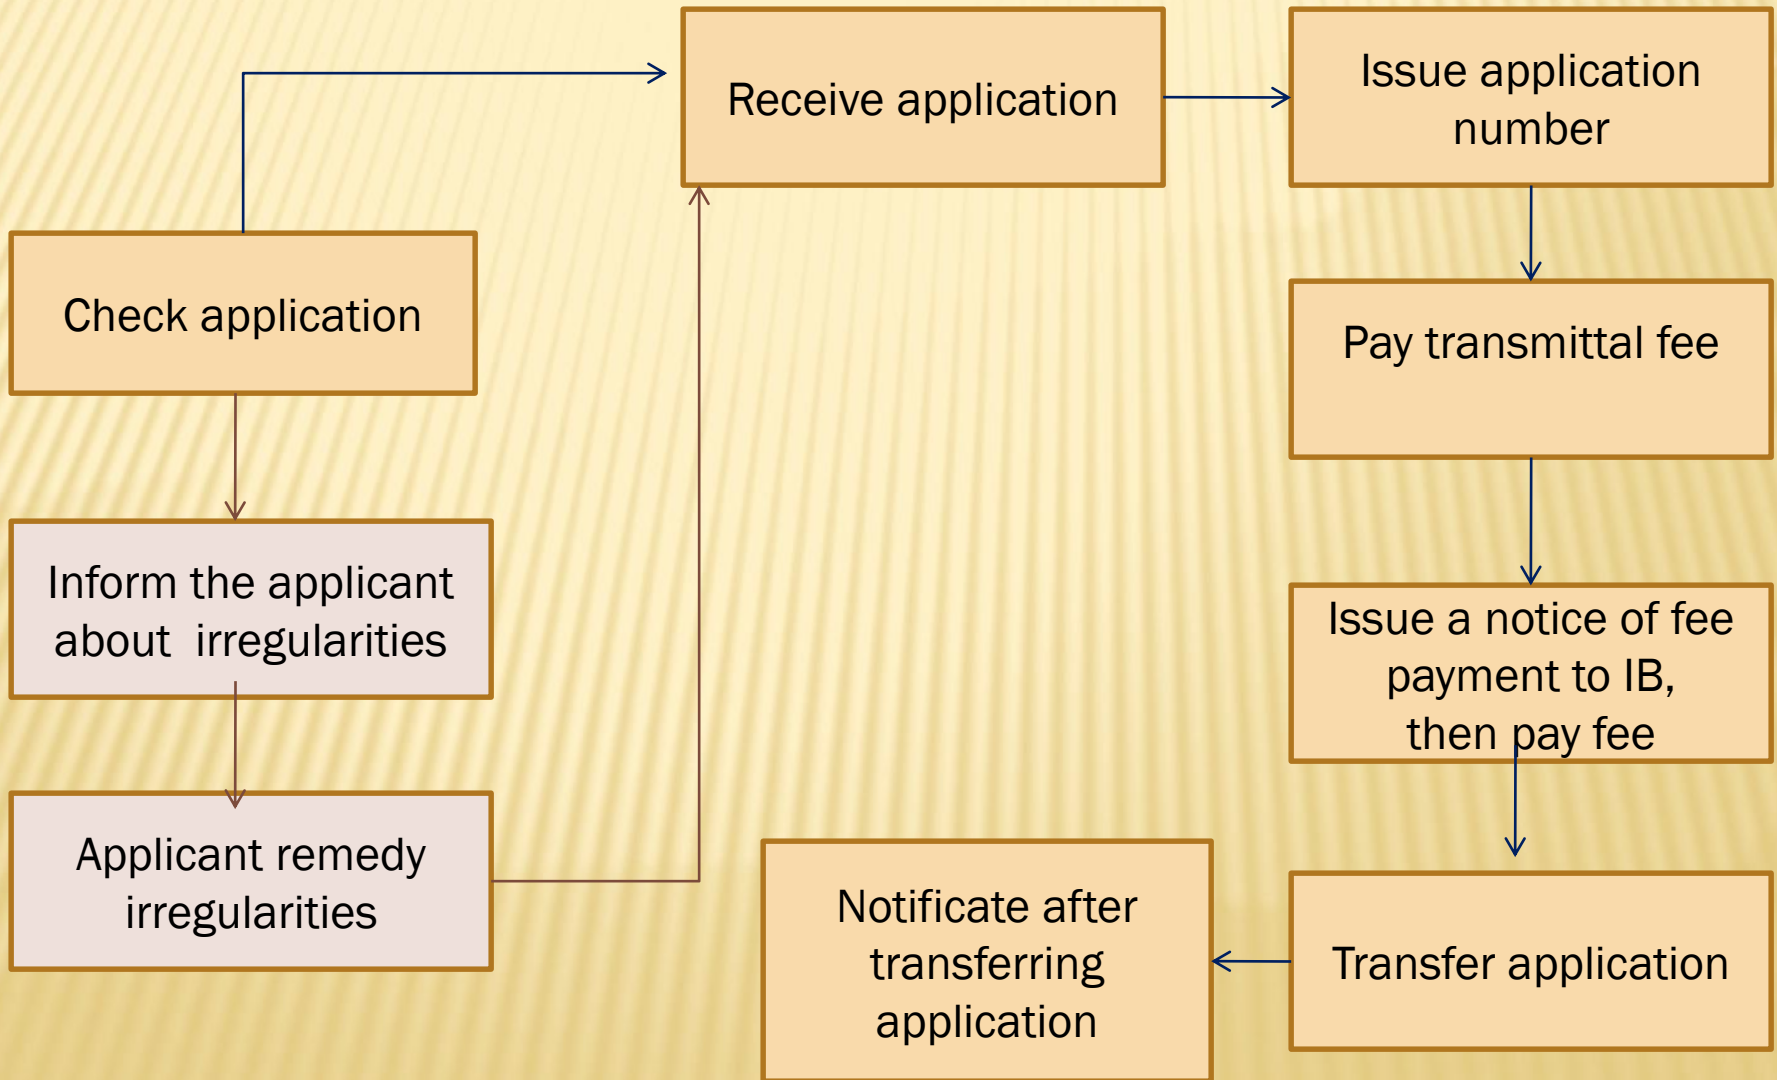 Receive application
Issue application
number
Check application
Pay transmittal fee
Inform the applicant
about  irregularities
Issue a notice of fee
payment to IB,
then pay fee
Applicant remedy
irregularities
Notificate after
transferring
application
Transfer application